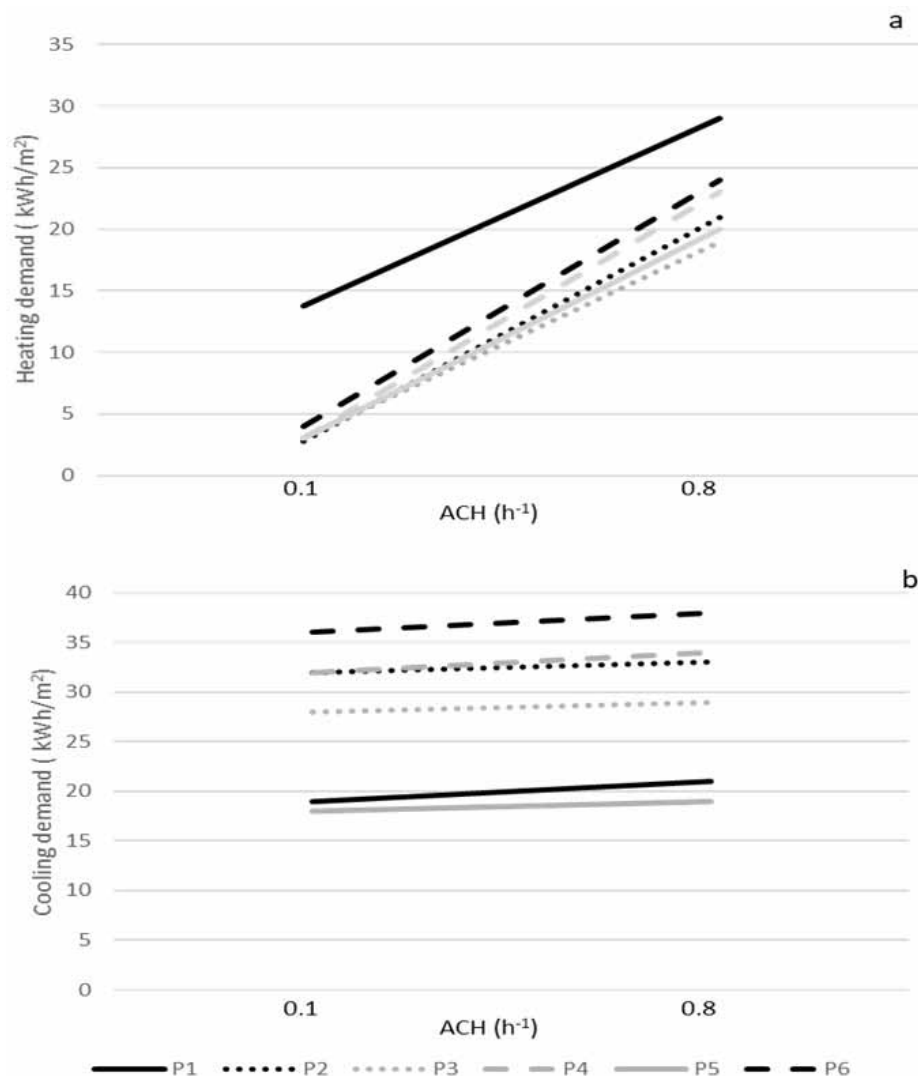 a
35
30
25
20
15
10
5
0
Heating demand ( kWh/m²)
0.1 0.8
ACH (h⁻¹)
b
40
35
30
25
20
15
10
5
0
Cooling demand ( kWh/m²)
0.1 0.8
ACH (h⁻¹)
P1 P2 P3 P4 P5 P6